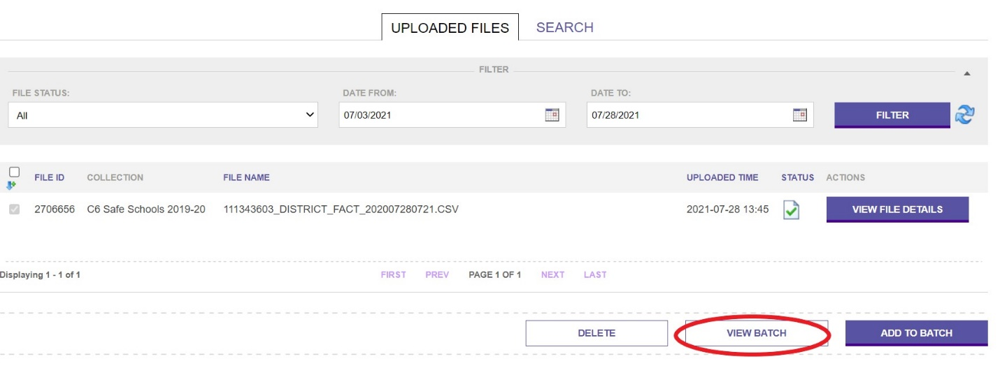 UPLOADED FILES SEARCH
FILTER
FILE STATUS: DATE FROM: DATE TO:
All 07/03/2021 07/28/2021 FILTER
FILE ID COLLECTION FILE NAME UPLOADED TIME STATUS ACTIONS
2706656 C6 Safe Schools 2019-20 111343603_DISTRICT_FACT_202007280721.CSV 2021-07-28 13:45 VIEW FILE DETAILS
Displaying 1 - 1 of 1 FIRST PREV PAGE 1 OF 1 NEXT LAST
DELETE VIEW BATCH ADD TO BATCH